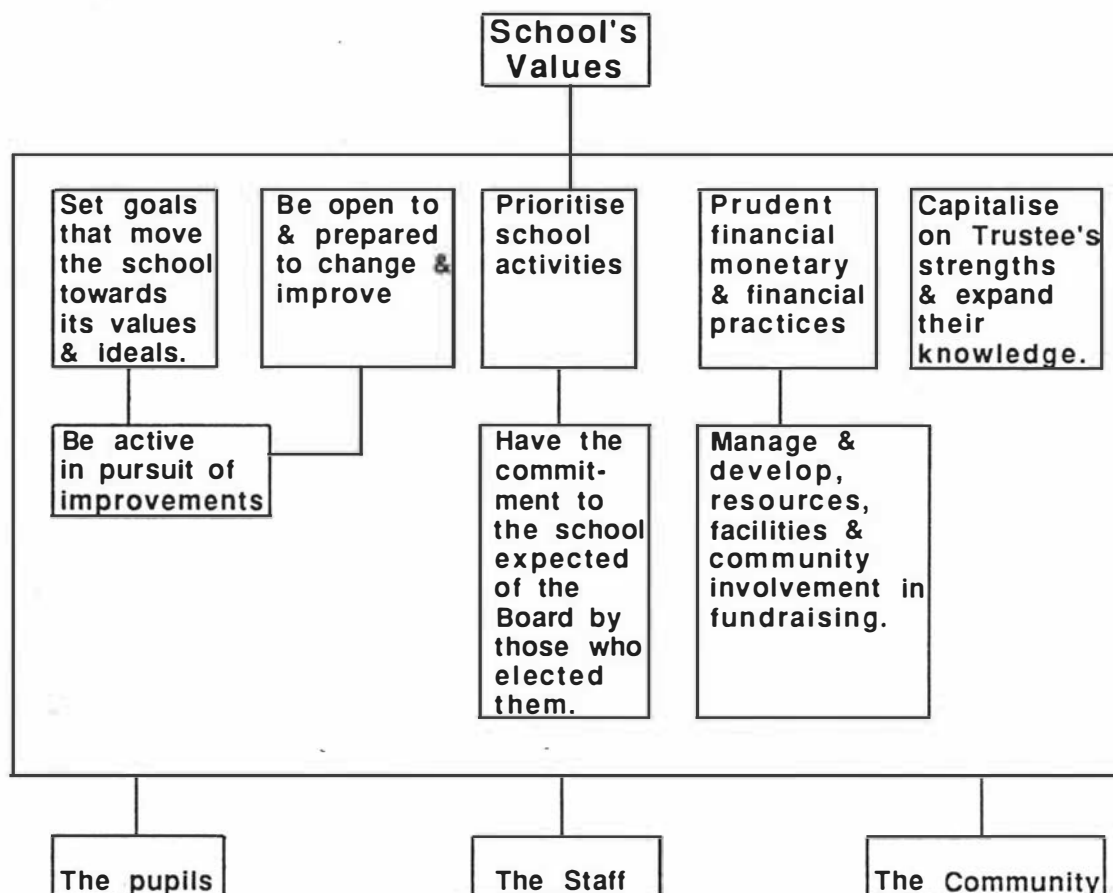 School's
Values
Set goals
that move
the school
towards
its values
& ideals.
Be open to
& prepared
to change &
improve
Prioritise
school
activities
Prudent
financial
monetary
& financial
practices
Capitalise
on Trustee's
strengths
& expand
their
knowledge.
Be active
in pursuit of
improvements
Have the
commit-
ment to
the school
expected
of the
Board by
those who
elected
them.
Manage &
develop,
resources,
facilities &
community
involvement in
fundraising.
The pupils
The Staff
The Community